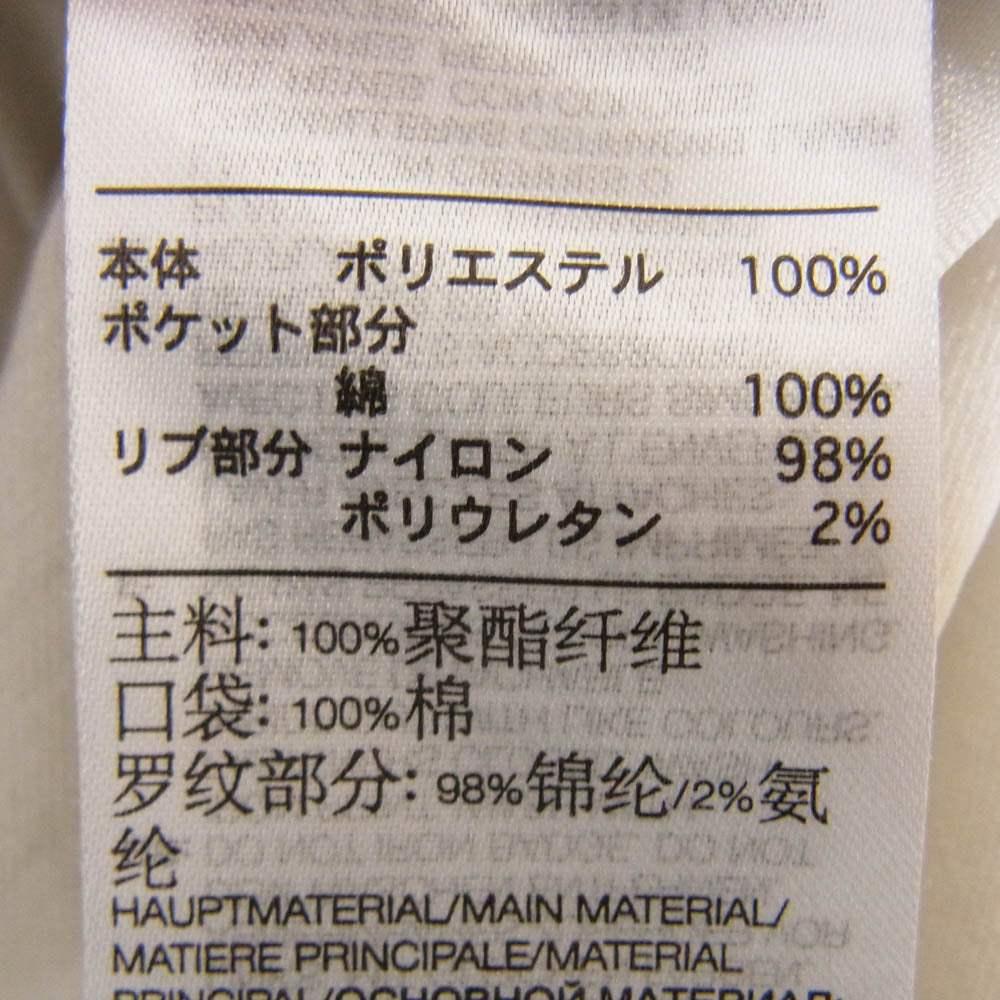 本体 ポリエステル 100%
ポケット部分
綿 100%
リブ部分 ナイロン 98%
ポリウレタン 2%
主料: 100%聚酯纤维
口袋: 100%棉
罗纹部分: 98%锦纶/2%氨
纶
HAUPTMATERIAL/MAIN MATERIAL/
MATIERE PRINCIPALE/MATERIAL
PRINCIPAL/ОСНОВНОЙ МАТЕРИАЛ